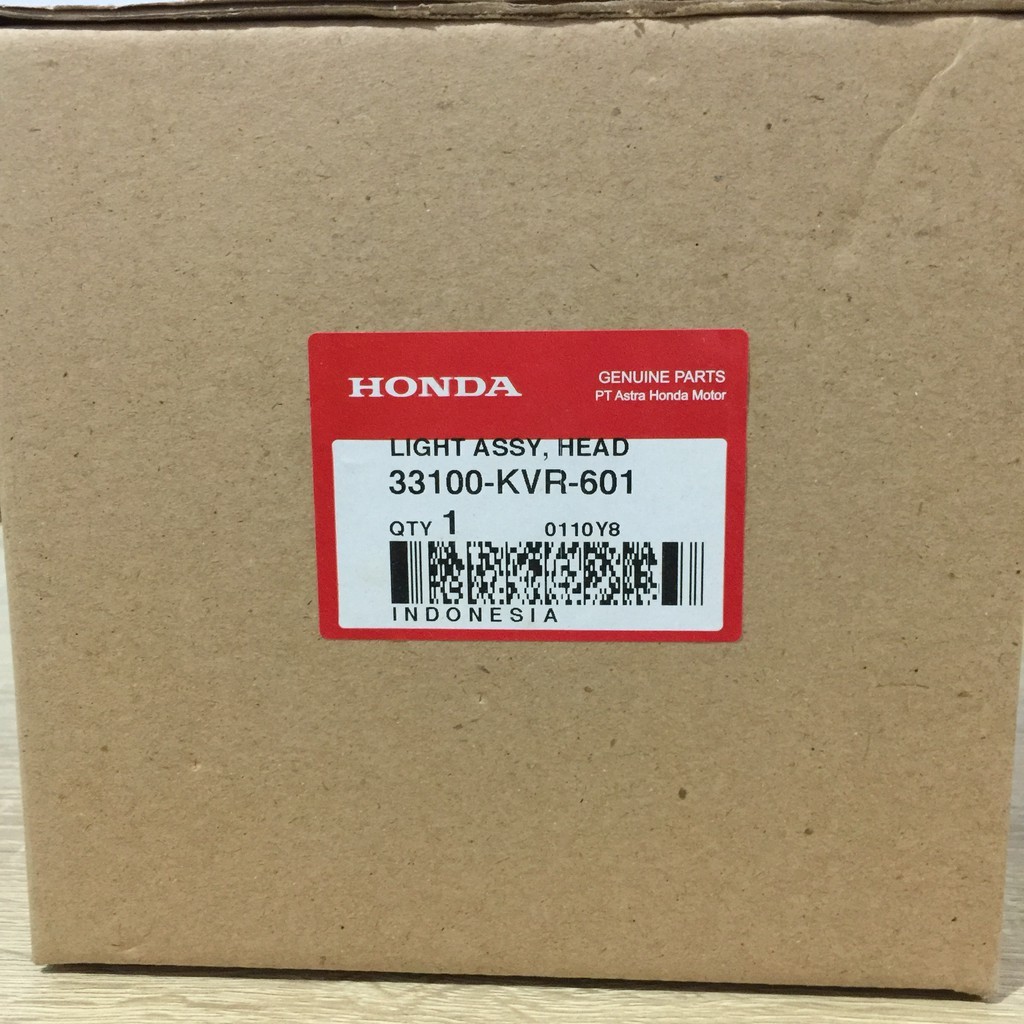 HONDA
GENUINE PARTS
PT Astra Honda Motor
LIGHT ASSY, HEAD
33100-KVR-601
QTY 1 0110Y8
INDONESIA